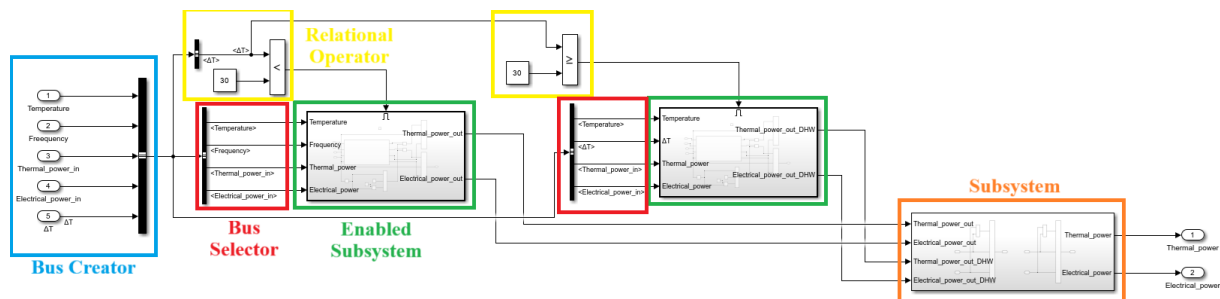 1
Temperature
2
Freequency
3
Thermal_power_in
4
Electrical_power_in
5
ΔT
ΔT
Bus Creator
<ΔT>
<ΔT>
30
<
Relational
Operator
<Temperature>
<Frequency>
<Thermal_power_in>
<Electrical_power_in>
Bus
Selector
Temperature
Frequency
Thermal_power
Electrical_power
Thermal_power_out
Electrical_power_out
Enabled
Subsystem
30
≥
<Temperature>
<ΔT>
<Thermal_power_in>
<Electrical_power_in>
Temperature
ΔT
Thermal_power
Electrical_power
Thermal_power_out_DHW
Electrical_power_out_DHW
Subsystem
Thermal_power_out
Electrical_power_out
Thermal_power_out_DHW
Electrical_power_out_DHW
Thermal_power
Electrical_power
1
Thermal_power
2
Electrical_power